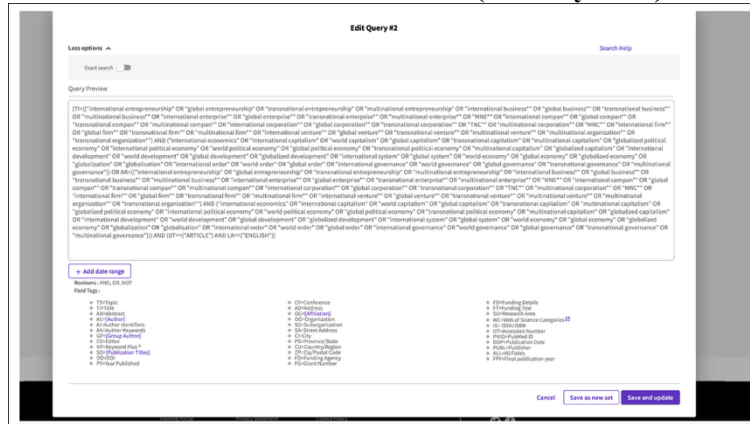 Edit Query #2
Less options
Search Help
Exact search
Query Preview
(TI=(("international entrepreneurship" OR "global entrepreneurship" OR "transnational entrepreneurship" OR "multinational entrepreneurship" OR "international business*" OR "global business*" OR "transnational business*"
OR "multinational business*" OR "international enterprise*" OR "global enterprise*" OR "transnational enterprise*" OR "multinational enterprise*" OR "MNE*" OR "international compan*" OR "global compan*" OR
"transnational compan*" OR "multinational compan*" OR "international corporation*" OR "global corporation*" OR "transnational corporation*" OR "TNC*" OR "multinational corporation*" OR "MNC*" OR "international firm*"
OR "global firm*" OR "transnational firm*" OR "multinational firm*" OR "international venture*" OR "global venture*" OR "transnational venture*" OR "multinational venture*" OR "multinational organization*" OR
"transnational organization*") AND ("international economics" OR "international capitalism" OR "world capitalism" OR "global capitalism" OR "transnational capitalism" OR "multinational capitalism" OR "globalized political
economy" OR "international political economy" OR "world political economy" OR "global political economy" OR "transnational political economy" OR "multinational capitalism" OR "globalized capitalism" OR "international
development" OR "world development" OR "global development" OR "globalized development" OR "international system" OR "global system" OR "world economy" OR "global economy" OR "globalized economy" OR
"globalization" OR "globalisation" OR "international order" OR "world order" OR "global order" OR "international governance" OR "world governance" OR "global governance" OR "transnational governance" OR "multinational
governance")) OR AK=(("international entrepreneurship" OR "global entrepreneurship" OR "transnational entrepreneurship" OR "multinational entrepreneurship" OR "international business*" OR "global business*" OR
"transnational business*" OR "multinational business*" OR "international enterprise*" OR "global enterprise*" OR "transnational enterprise*" OR "multinational enterprise*" OR "MNE*" OR "international compan*" OR "global
compan*" OR "transnational compan*" OR "multinational compan*" OR "international corporation*" OR "global corporation*" OR "transnational corporation*" OR "TNC*" OR "multinational corporation*" OR "MNC*" OR
"international firm*" OR "global firm*" OR "transnational firm*" OR "multinational firm*" OR "international venture*" OR "global venture*" OR "transnational venture*" OR "multinational venture*" OR "multinational
organization*" OR "transnational organization*") AND ("international economics" OR "international capitalism" OR "world capitalism" OR "global capitalism" OR "transnational capitalism" OR "multinational capitalism" OR
"globalized political economy" OR "international political economy" OR "world political economy" OR "global political economy" OR "transnational political economy" OR "multinational capitalism" OR "globalized capitalism"
OR "international development" OR "world development" OR "global development" OR "globalized development" OR "international system" OR "global system" OR "world economy" OR "global economy" OR "globalized
economy" OR "globalization" OR "globalisation" OR "international order" OR "world order" OR "global order" OR "international governance" OR "world governance" OR "global governance" OR "transnational governance" OR
"multinational governance"))) AND (DT==("ARTICLE") AND LA==("ENGLISH"))
+ Add date range
Booleans : AND, OR, NOT
Field Tags :
TS=Topic
TI=Title
AB=Abstract
AU=[Author]
AI=Author Identifiers
AK=Author Keywords
GP=[Group Author]
ED=Editor
KP=Keyword Plus ®
SO=[Publication Titles]
DO=DOI
PY=Year Published
CF=Conference
AD=Address
OG=[Affiliation]
OO=Organization
SG=Suborganization
SA=Street Address
CI=City
PS=Province/State
CU=Country/Region
ZP=Zip/Postal Code
FO=Funding Agency
FG=Grant Number
FD=Funding Details
FT=Funding Text
SU=Research Area
WC=Web of Science Categories
IS= ISSN/ISBN
UT=Accession Number
PMID=PubMed ID
DOP=Publication Date
PUBL=Publisher
ALL=All Fields
FPY=Final publication year
Cancel
Save as new set
Save and update